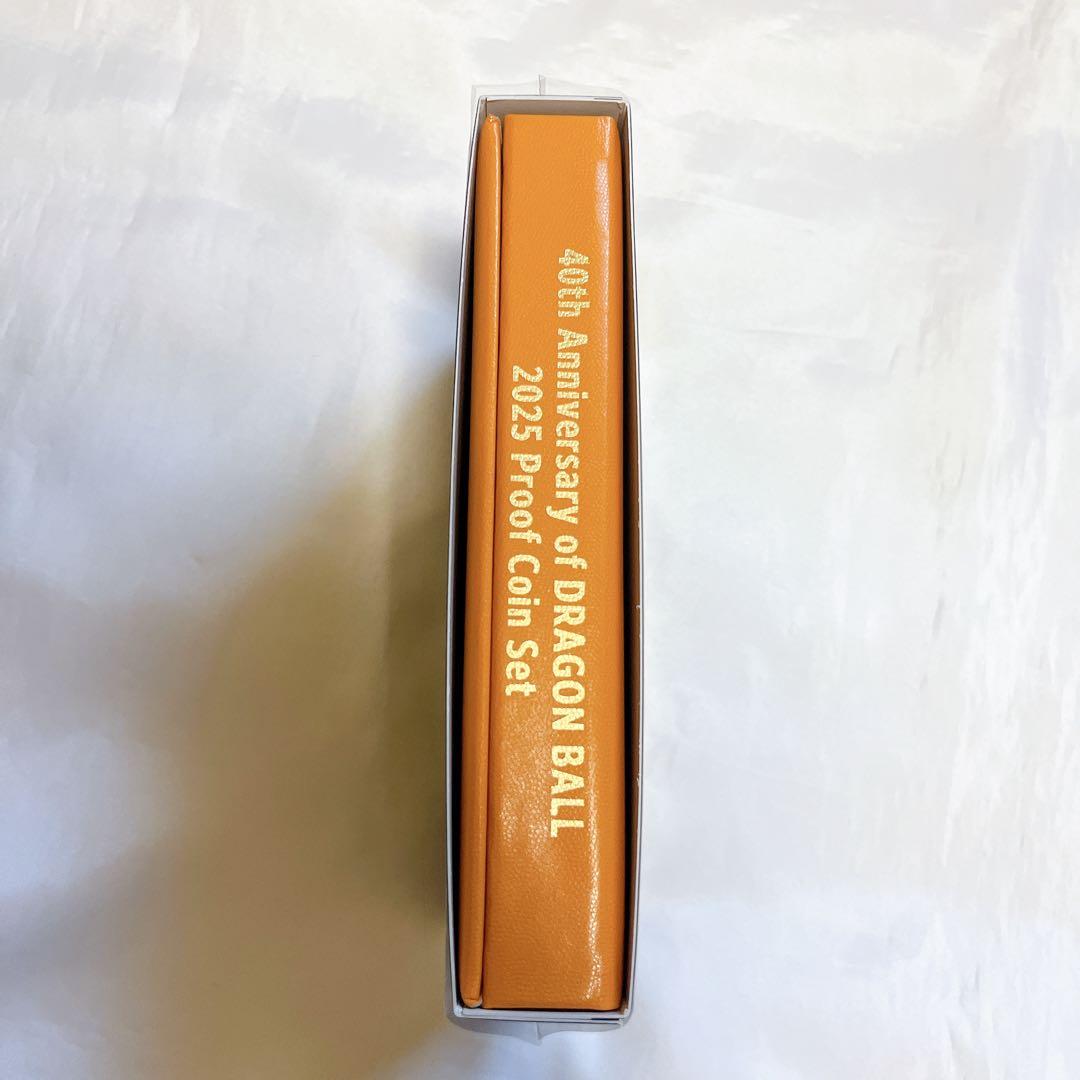 40th Anniversary of DRAGON BALL
2025 Proof Coin Set